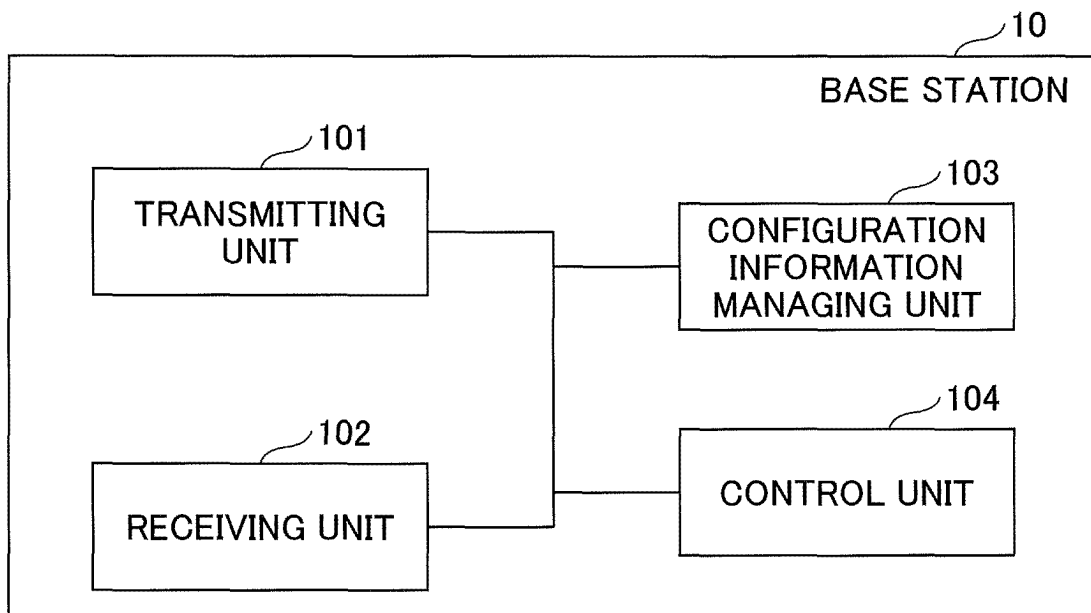 10
BASE STATION
101
TRANSMITTING
UNIT
103
CONFIGURATION
INFORMATION
MANAGING UNIT
102
RECEIVING UNIT
104
CONTROL UNIT